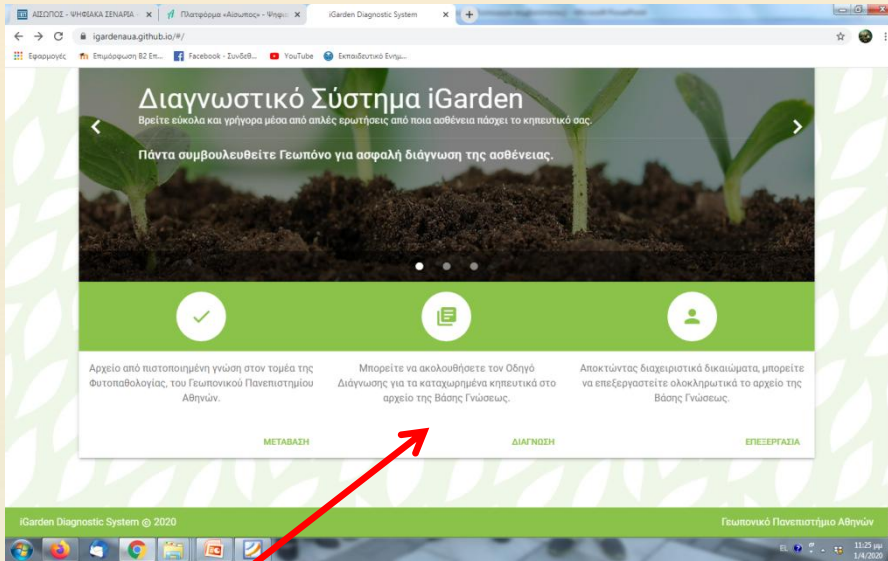 ΑΙΣΩΠΟΣ - ΨΗΦΙΑΚΑ ΣΕΝΑΡΙΑ
Πλατφόρμα «Αίσωπος» - Ψηφι
iGarden Diagnostic System
igardenaua.github.io/#/
Εφαρμογές
Επιμόρφωση Β2 Επ...
Facebook - Συνδεθ...
YouTube
Εκπαιδευτικό Ενημ...
Διαγνωστικό Σύστημα iGarden
Βρείτε εύκολα και γρήγορα μέσα από απλές ερωτήσεις από ποια ασθένεια πάσχει το κηπευτικό σας.
Πάντα συμβουλευθείτε Γεωπόνο για ασφαλή διάγνωση της ασθένειας.
Αρχείο από πιστοποιημένη γνώση στον τομέα της
Φυτοπαθολογίας, του Γεωπονικού Πανεπιστημίου
Αθηνών.
ΜΕΤΑΒΑΣΗ
Μπορείτε να ακολουθήσετε τον Οδηγό
Διάγνωσης για τα καταχωρημένα κηπευτικά στο
αρχείο της Βάσης Γνώσεως.
ΔΙΑΓΝΩΣΗ
Αποκτώντας διαχειριστικά δικαιώματα, μπορείτε
να επεξεργαστείτε ολοκληρωτικά το αρχείο της
Βάσης Γνώσεως.
ΕΠΕΞΕΡΓΑΣΙΑ
iGarden Diagnostic System © 2020
Γεωπονικό Πανεπιστήμιο Αθηνών
EL
11:25 μμ
1/4/2020